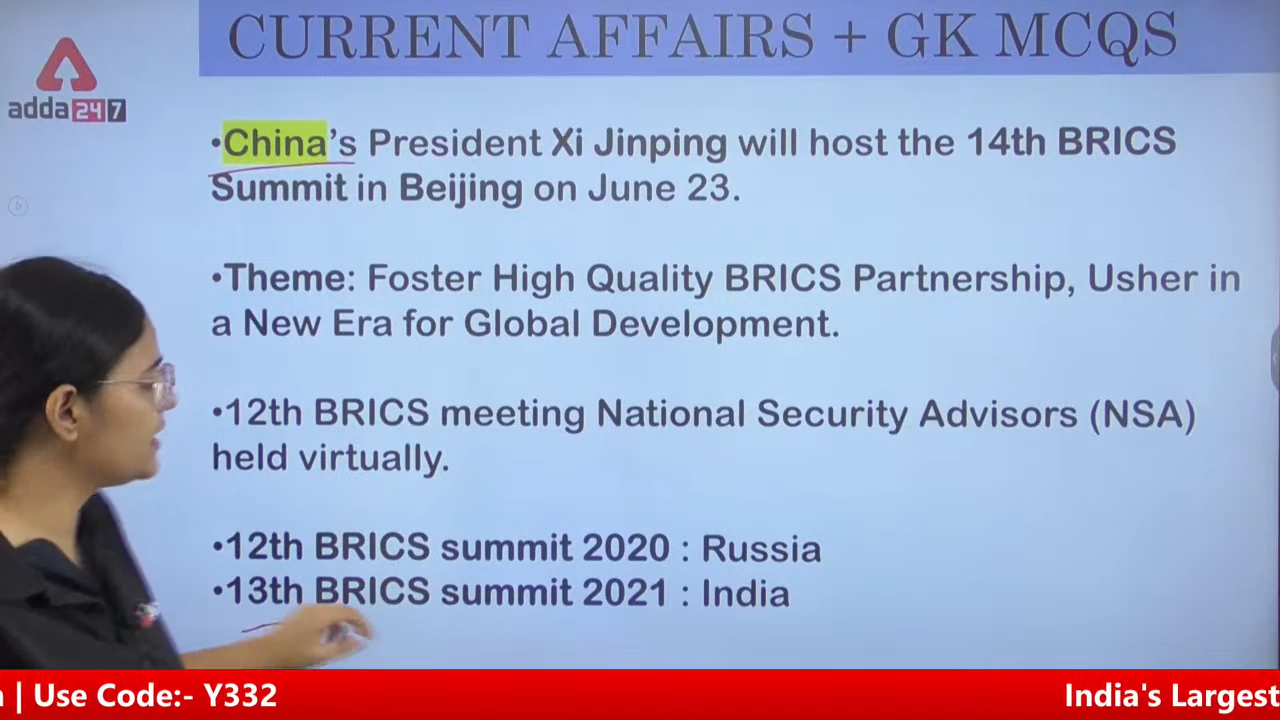 CURRENT AFFAIRS + GK MCQS
adda247
•China's President Xi Jinping will host the 14th BRICS
Summit in Beijing on June 23.
•Theme: Foster High Quality BRICS Partnership, Usher in
a New Era for Global Development.
•12th BRICS meeting National Security Advisors (NSA)
held virtually.
•12th BRICS summit 2020 : Russia
•13th BRICS summit 2021 : India
| Use Code:- Y332
India's Largest